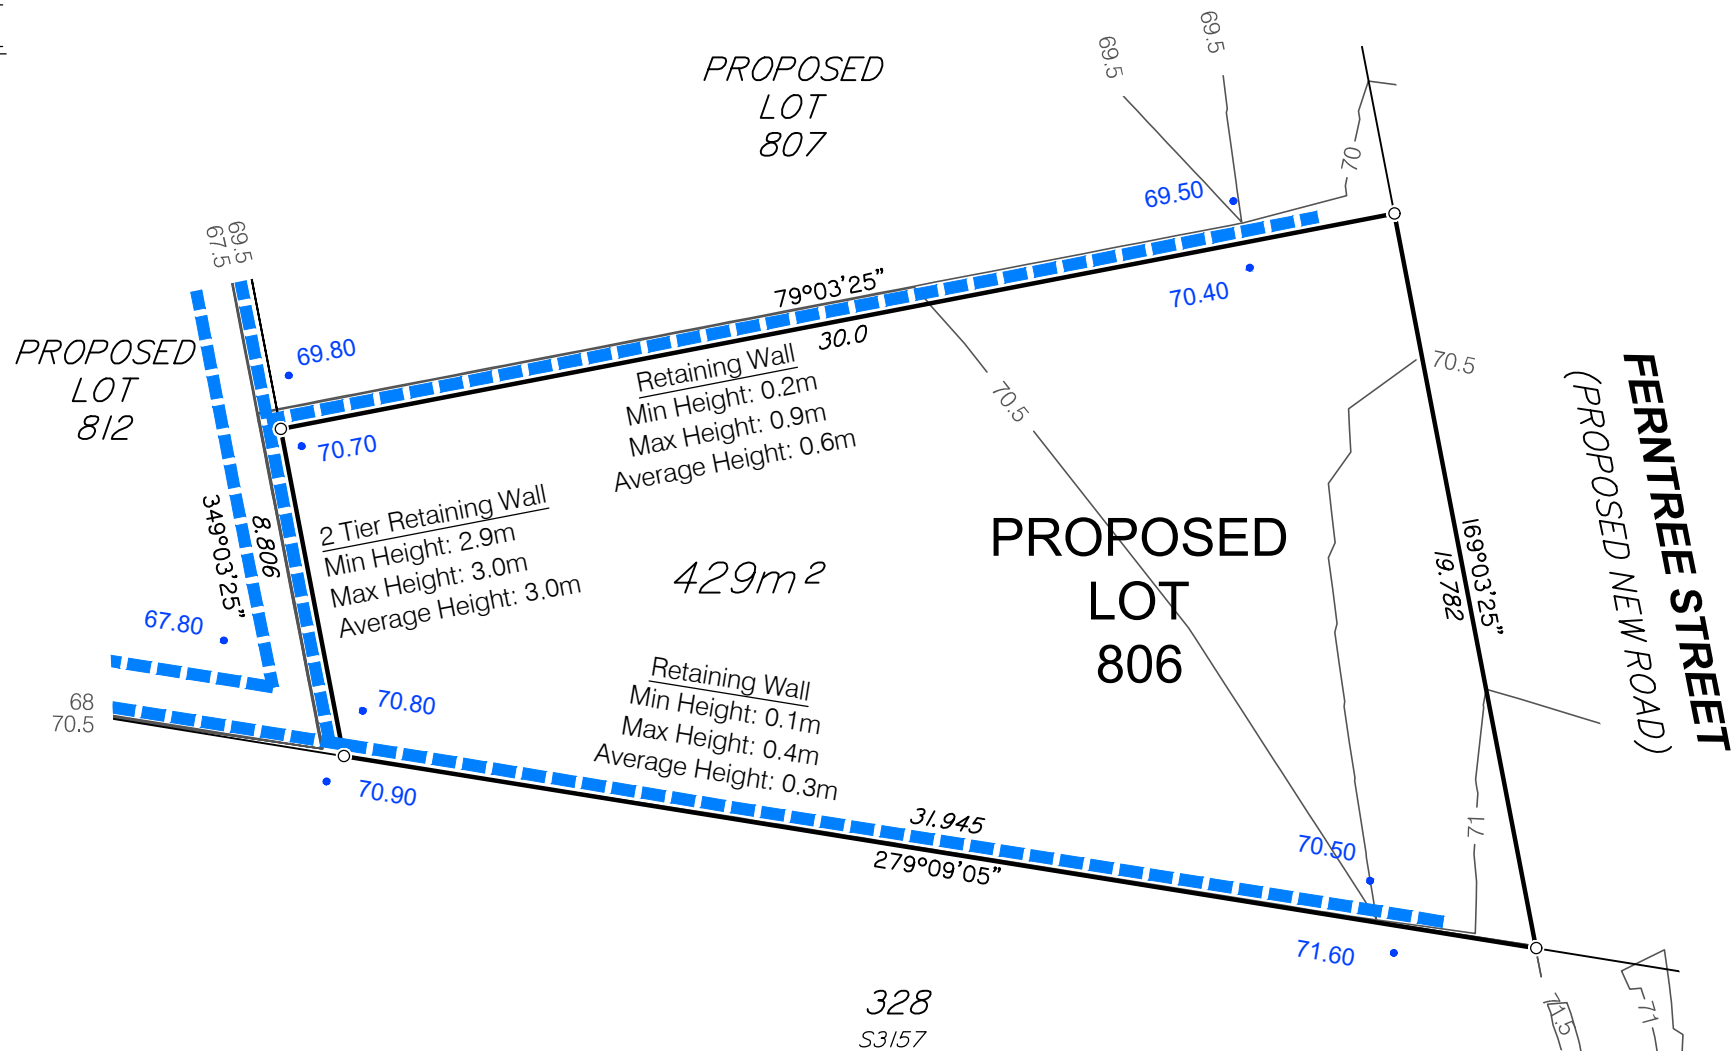 PROPOSED
LOT
807
69.5
69.5
70
69.50
70.40
67.5
69.5
69.80
70.70
79°03'25"
30.0
Retaining Wall
Min Height: 0.2m
Max Height: 0.9m
Average Height: 0.6m
70.5
70.5
PROPOSED
LOT
812
349°03'25"
8.806
2 Tier Retaining Wall
Min Height: 2.9m
Max Height: 3.0m
Average Height: 3.0m
429m²
PROPOSED
LOT
806
169°03'25"
19.782
FERNTREE STREET
(PROPOSED NEW ROAD)
67.80
68
70.5
70.80
70.90
Retaining Wall
Min Height: 0.1m
Max Height: 0.4m
Average Height: 0.3m
31.945
279°09'05"
70.50
71
71.60
71.5
71
328
S3157